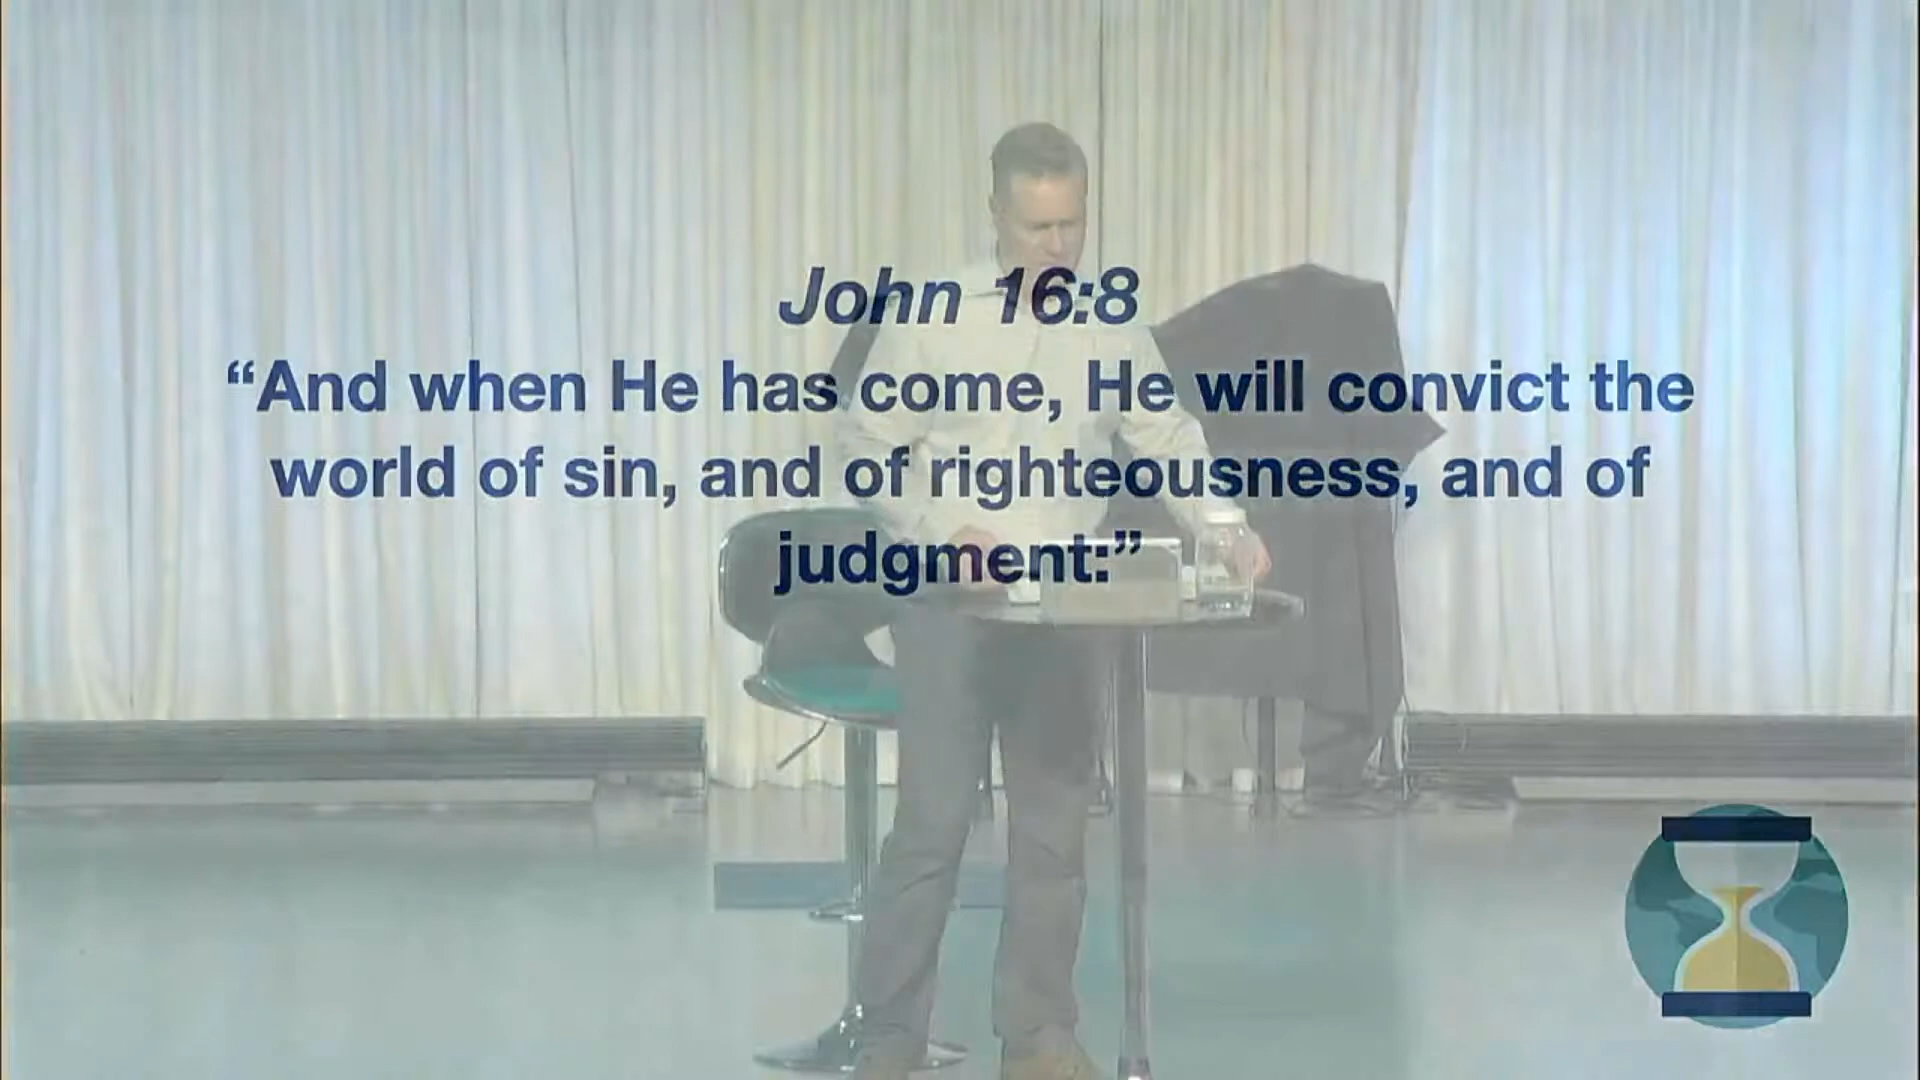 John 16:8
“And when He has come, He will convict the
world of sin, and of righteousness, and of
judgment:”